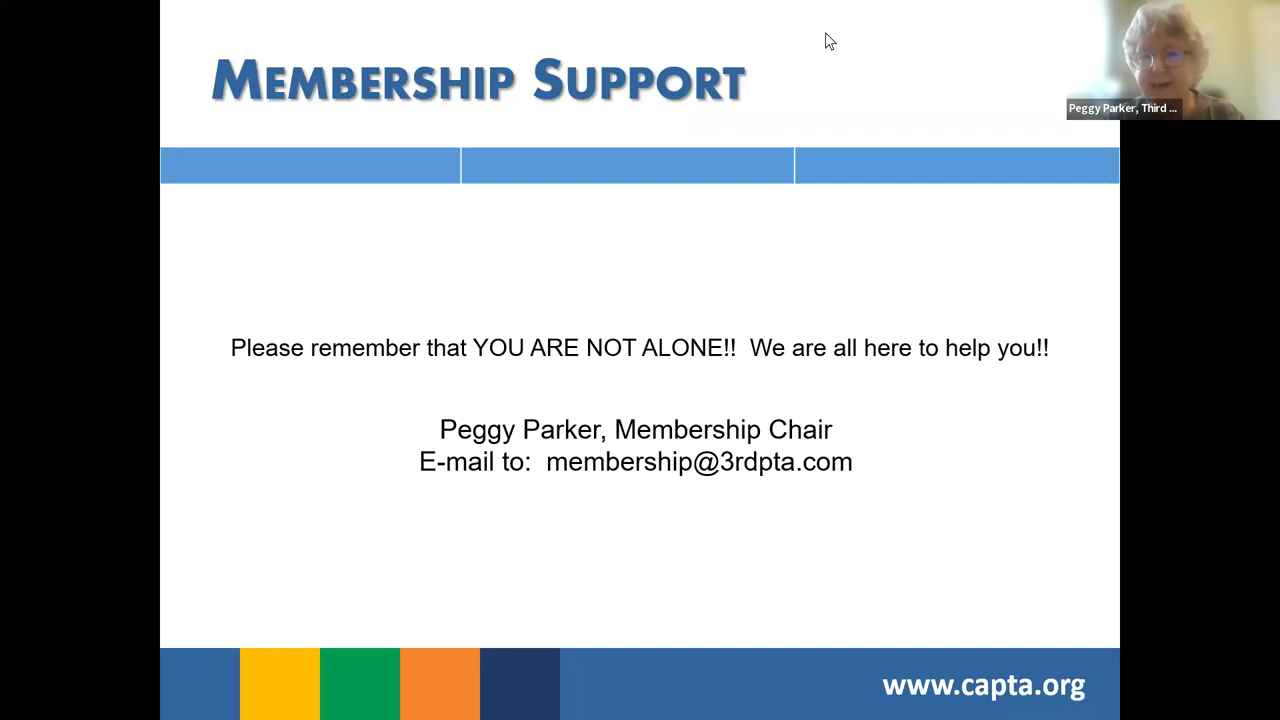 MEMBERSHIP SUPPORT
Peggy Parker, Third ...
Please remember that YOU ARE NOT ALONE!!  We are all here to help you!!
Peggy Parker, Membership Chair
E-mail to:  membership@3rdpta.com
www.capta.org